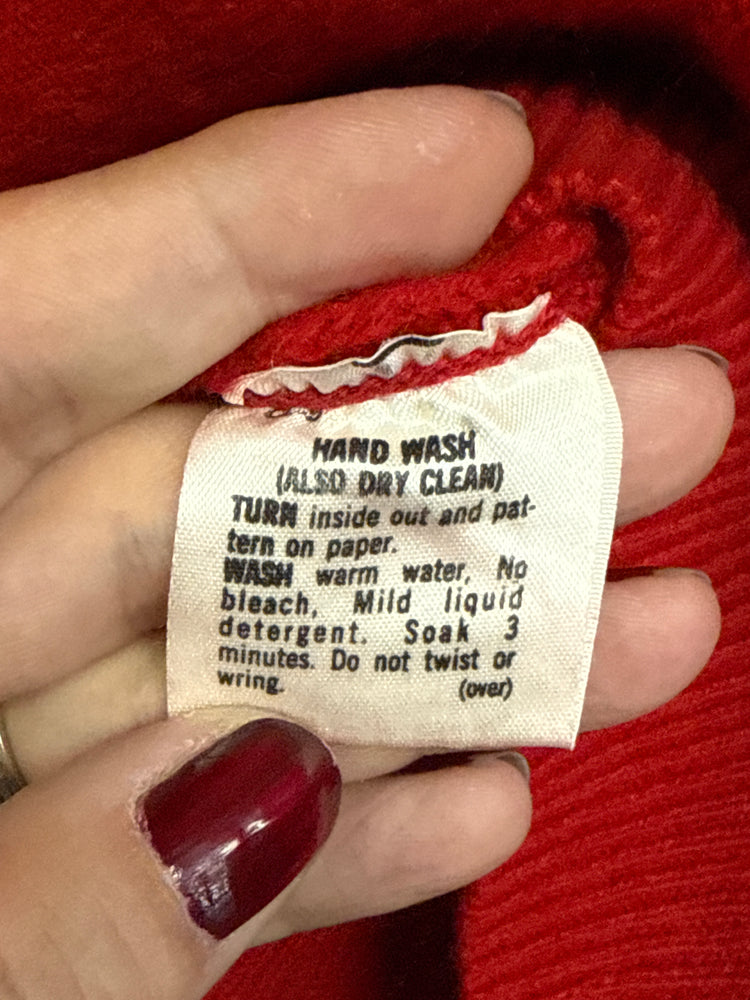 HAND WASH
(ALSO DRY CLEAN)
TURN inside out and pat-
tern on paper.
WASH warm water, No
bleach, Mild liquid
detergent. Soak 3
minutes. Do not twist or
wring. (over)